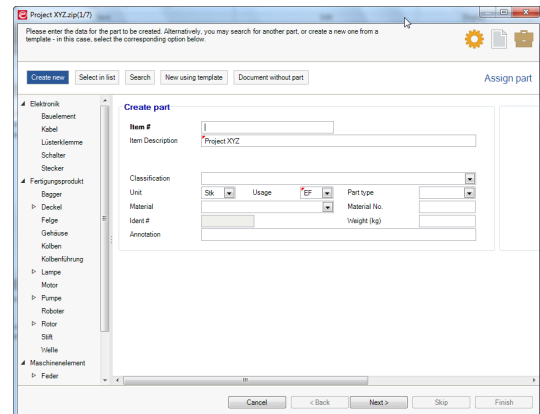 Project XYZ.zip(1/7)
Please enter the data for the part to be created. Alternatively, you may search for another part, or create a new one from a
template - in this case, select the corresponding option below.
Create new Select in list Search New using template Document without part Assign part
Elektronik
Bauelement
Kabel
Lüsterklemme
Schalter
Stecker
Fertigungsprodukt
Bagger
Deckel
Felge
Gehäuse
Kolben
Kolbenführung
Lampe
Motor
Pumpe
Roboter
Rotor
Stift
Welle
Maschinenelement
Feder
Create part
Item #
Item Description Project XYZ
Classification
Unit Stk Usage EF Part type
Material Material No.
Ident # Weight (kg)
Annotation
Cancel < Back Next > Skip Finish